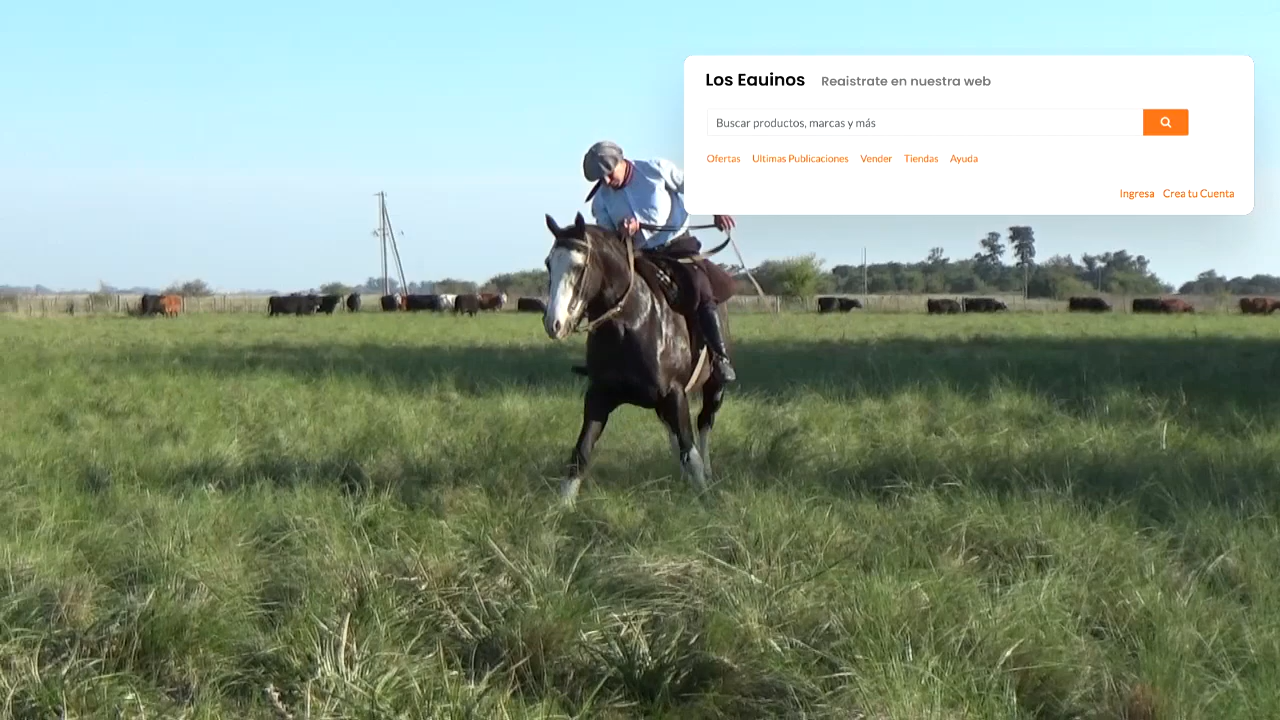 Los Equinos Registrate en nuestra web
Buscar productos, marcas y más
Ofertas Ultimas Publicaciones Vender Tiendas Ayuda
Ingresa Crea tu Cuenta